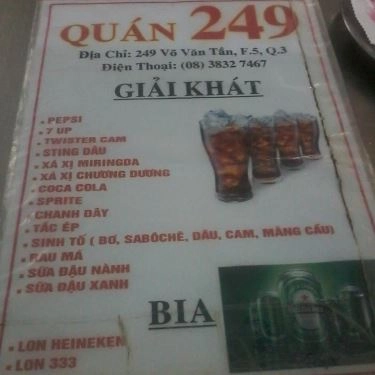 QUÁN 249
Địa Chỉ: 249 Võ Văn Tần, F.5, Q.3
Điện Thoại: (08) 3832 7467
GIẢI KHÁT
PEPSI
7 UP
TWISTER CAM
STING DÂU
XÁ XỊ MIRINGDA
XÁ XỊ CHƯƠNG DƯƠNG
COCA COLA
SPRITE
CHANH DÂY
TẮC ÉP
SINH TỐ ( BƠ, SABÔCHÊ, DÂU, CAM, MÃNG CẦU)
RAU MÁ
SỮA ĐẬU NÀNH
SỮA ĐẬU XANH
BIA
LON HEINEKEN
LON 333